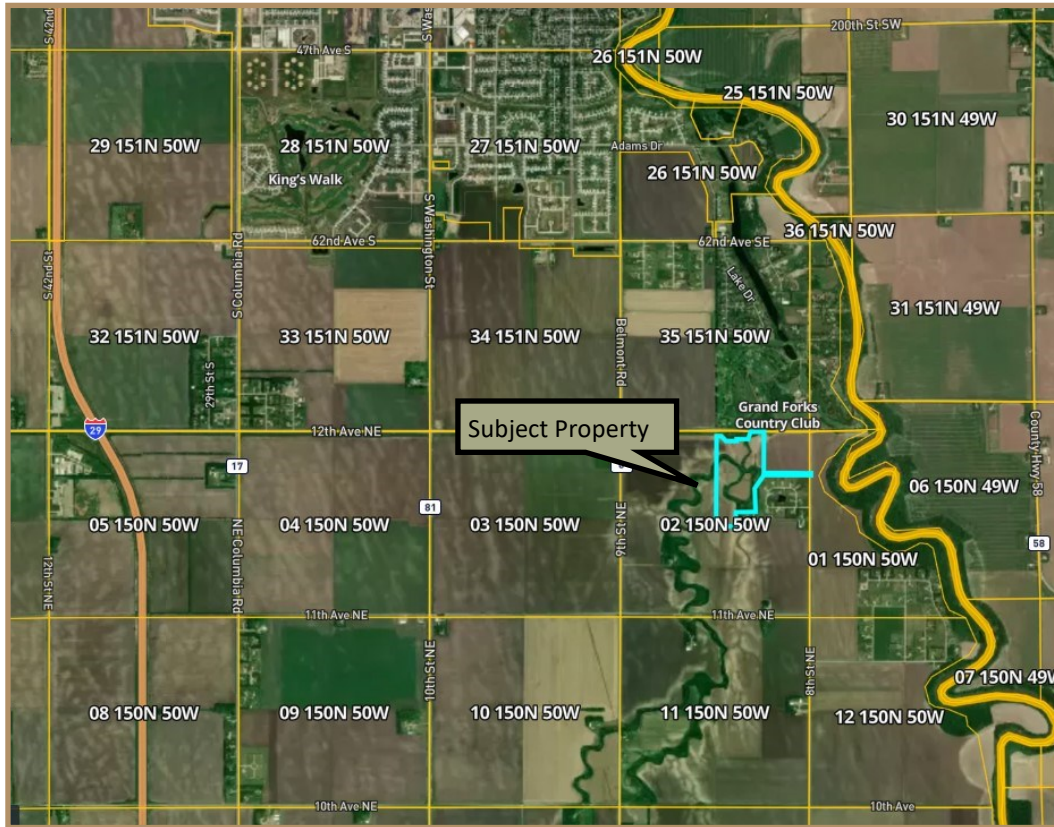 S 42nd
47th Ave S
S Was
200th St SW
26 151N 50W
25 151N 50W
30 151N 49W
29 151N 50W
28 151N 50W
27 151N 50W
Adams Dr
26 151N 50W
King's Walk
S 42nd St
S Columbia Rd
S Washington St
62nd Ave S
62nd Ave SE
36 151N 50W
Lake Dr
31 151N 49W
32 151N 50W
33 151N 50W
34 151N 50W
35 151N 50W
29th St S
Belmont Rd
Grand Forks
Country Club
29
12th Ave NE
Subject Property
17
81
County Hwy 58
06 150N 49W
05 150N 50W
04 150N 50W
03 150N 50W
02 150N 50W
58
01 150N 50W
12th St NE
NE Columbia Rd
10th St NE
11th Ave NE
11th Ave NE
8th St NE
07 150N 49W
08 150N 50W
09 150N 50W
10 150N 50W
11 150N 50W
12 150N 50W
10th Ave NE
10th Ave